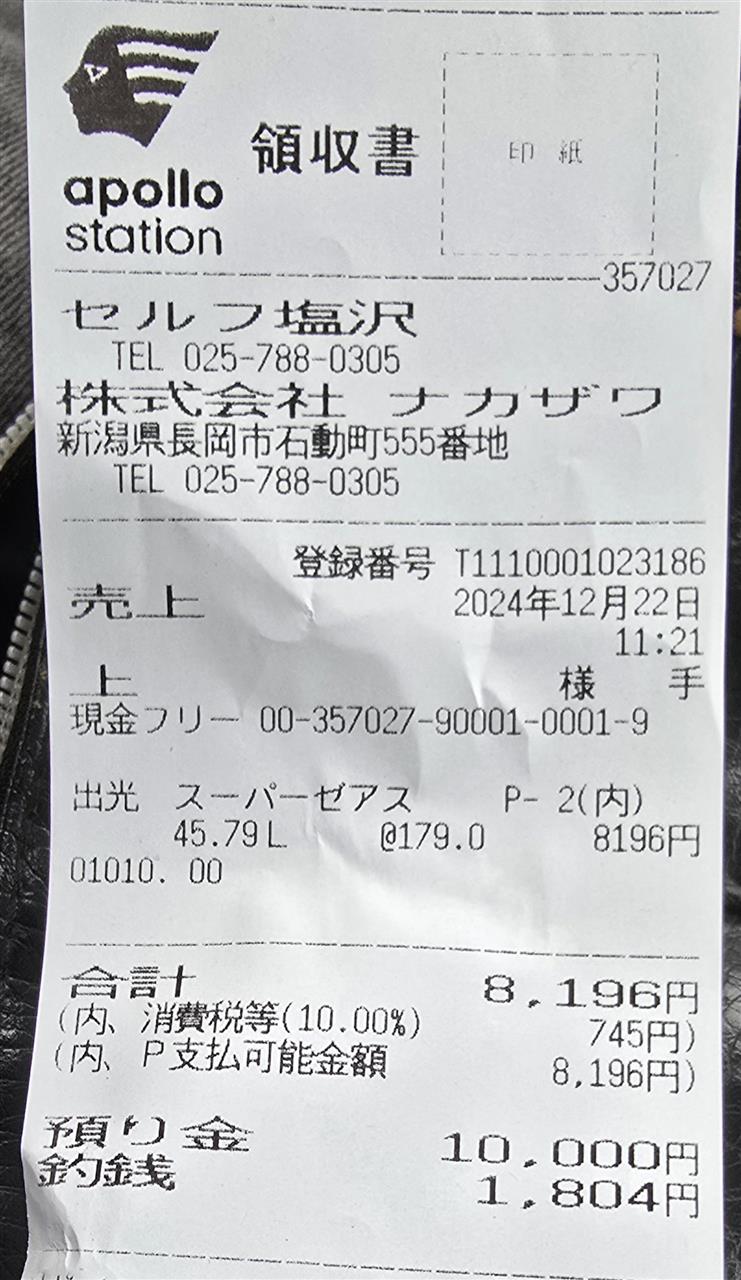 apollo
station
領収書
印紙
357027
セルフ塩沢
TEL 025-788-0305
株式会社 ナカザワ
新潟県長岡市石動町555番地
TEL 025-788-0305
登録番号 T1110001023186
売上 2024年12月22日
11:21
上 様 手
現金フリー 00-357027-90001-0001-9
出光 スーパーゼアス P- 2(内)
45.79L @179.0 8196円
01010. 00
合計 8,196円
(内、消費税等(10.00%) 745円)
(内、P支払可能金額 8,196円)
預り金 10,000円
釣銭 1,804円